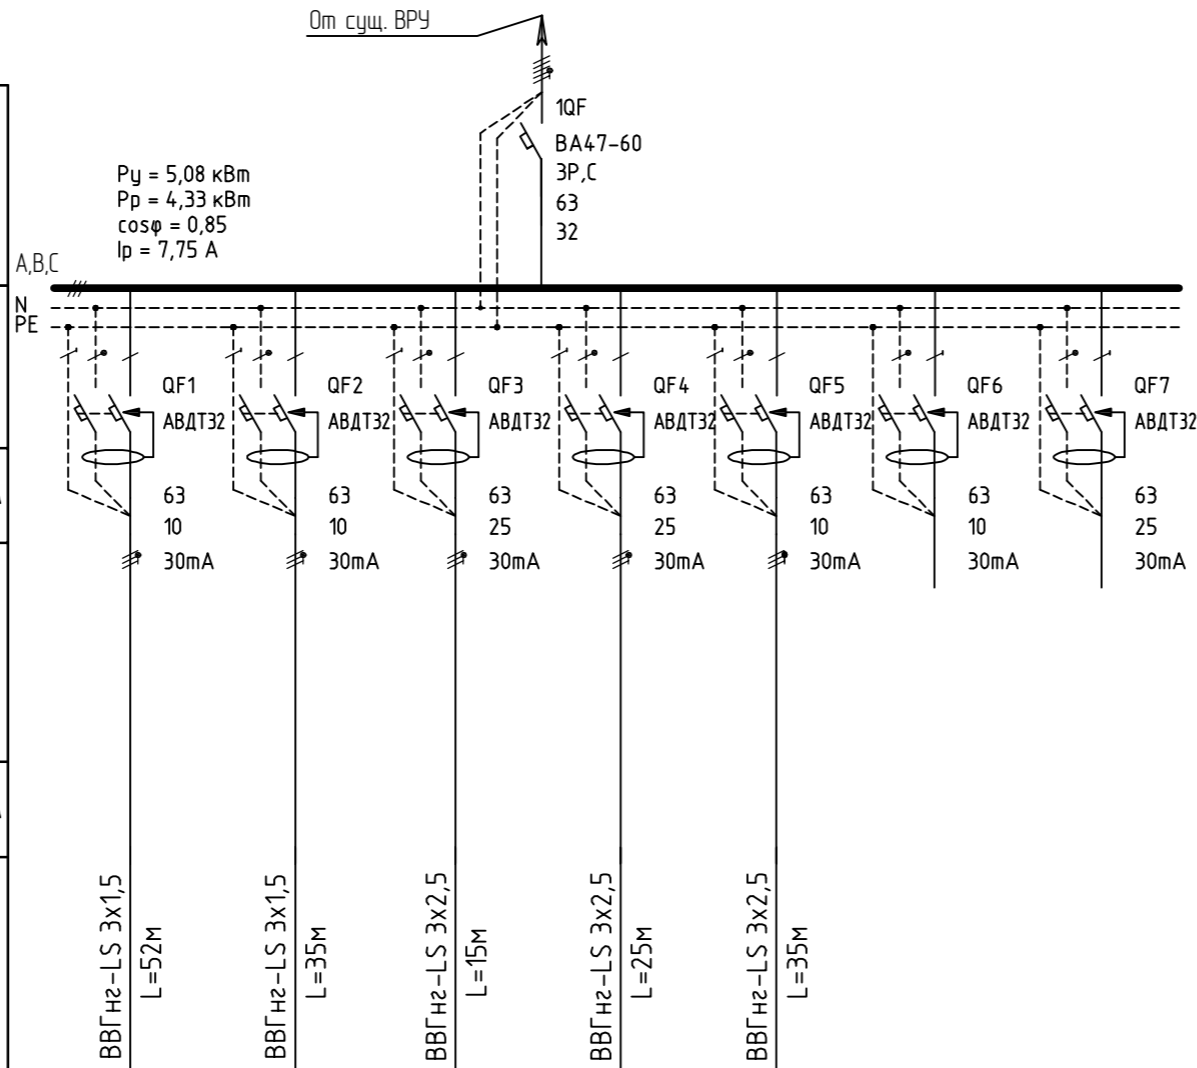 От сущ. ВРУ
1QF
ВА47-60
3Р,С
63
32
Ру = 5,08 кВт
Рр = 4,33 кВт
cosφ = 0,85
Iр = 7,75 А
А,В,С
N
PE
QF1
АВДТ32
63
10
30mA
QF2
АВДТ32
63
10
30mA
QF3
АВДТ32
63
25
30mA
QF4
АВДТ32
63
25
30mA
QF5
АВДТ32
63
10
30mA
QF6
АВДТ32
63
10
30mA
QF7
АВДТ32
63
25
30mA
ВВГнг-LS 3х1,5
L=52м
ВВГнг-LS 3х1,5
L=35м
ВВГнг-LS 3х2,5
L=15м
ВВГнг-LS 3х2,5
L=25м
ВВГнг-LS 3х2,5
L=35м